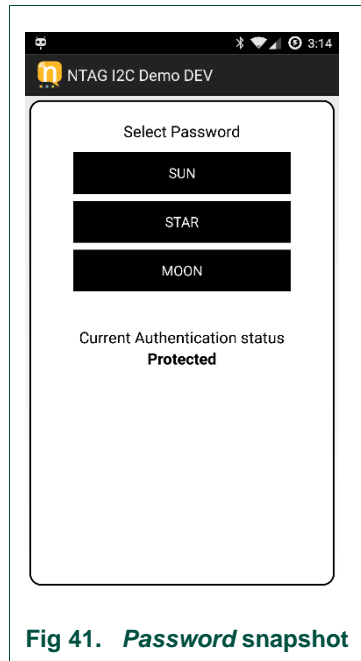 3:14
NTAG I2C Demo DEV
Select Password
SUN
STAR
MOON
Current Authentication status
Protected
Fig 41. Password snapshot